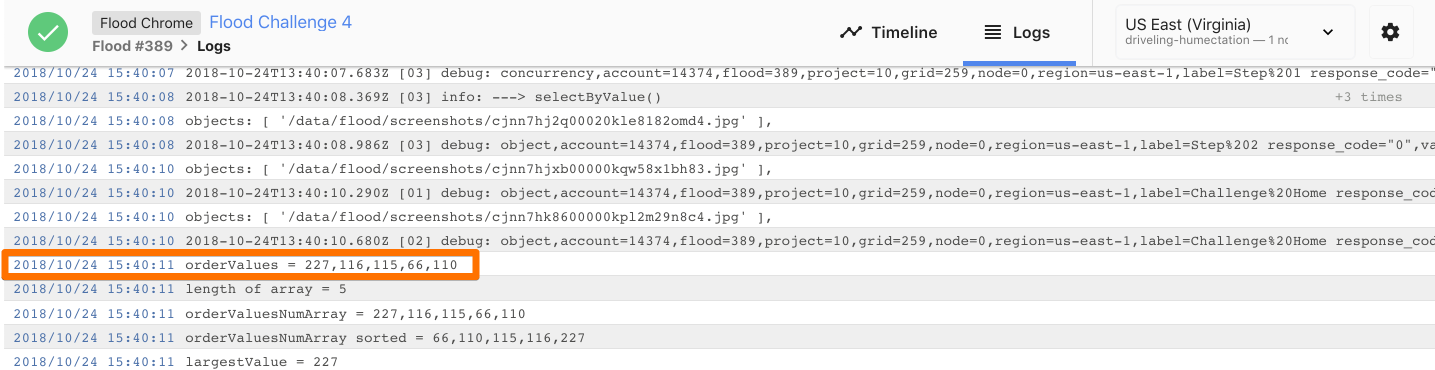 Flood Chrome Flood Challenge 4
Flood #389 > Logs
Timeline
Logs
US East (Virginia)
driveling-humectation — 1 nc
2018/10/24 15:40:07 2018-10-24T13:40:07.683Z [03] debug: concurrency,account=14374,flood=389,project=10,grid=259,node=0,region=us-east-1,label=Step%201 response_code="
2018/10/24 15:40:08 2018-10-24T13:40:08.369Z [03] info: ---> selectByValue() +3 times
2018/10/24 15:40:08 objects: [ '/data/flood/screenshots/cjnn7hj2q00020kle8182omd4.jpg' ],
2018/10/24 15:40:08 2018-10-24T13:40:08.986Z [03] debug: object,account=14374,flood=389,project=10,grid=259,node=0,region=us-east-1,label=Step%202 response_code="0",va
2018/10/24 15:40:10 objects: [ '/data/flood/screenshots/cjnn7hjxb00000kqw58x1bh83.jpg' ],
2018/10/24 15:40:10 2018-10-24T13:40:10.290Z [01] debug: object,account=14374,flood=389,project=10,grid=259,node=0,region=us-east-1,label=Challenge%20Home response_cod
2018/10/24 15:40:10 objects: [ '/data/flood/screenshots/cjnn7hk8600000kpl2m29n8c4.jpg' ],
2018/10/24 15:40:10 2018-10-24T13:40:10.680Z [02] debug: object,account=14374,flood=389,project=10,grid=259,node=0,region=us-east-1,label=Challenge%20Home response_cod
2018/10/24 15:40:11 orderValues = 227,116,115,66,110
2018/10/24 15:40:11 length of array = 5
2018/10/24 15:40:11 orderValuesNumArray = 227,116,115,66,110
2018/10/24 15:40:11 orderValuesNumArray sorted = 66,110,115,116,227
2018/10/24 15:40:11 largestValue = 227